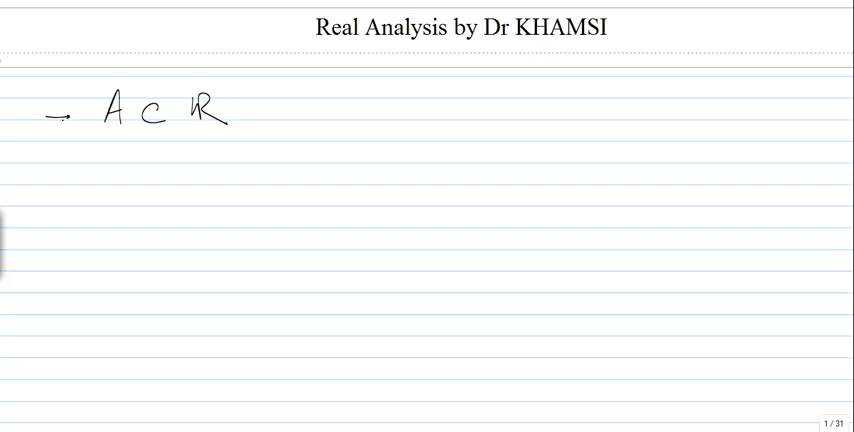 Real Analysis by Dr KHAMSI
→ A ⊂ ℝ
1 / 31